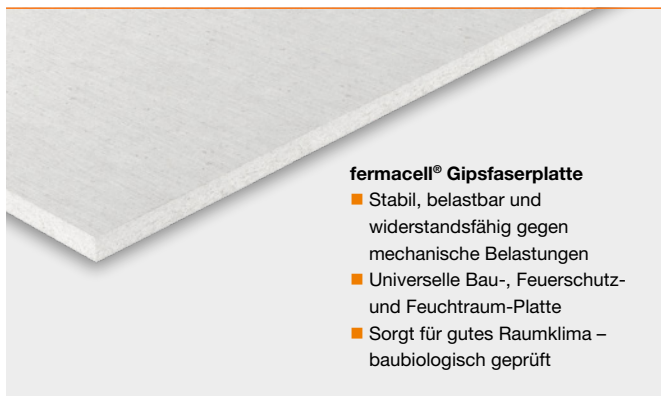 fermacell® Gipsfaserplatte
■ Stabil, belastbar und
widerstandsfähig gegen
mechanische Belastungen
■ Universelle Bau-, Feuerschutz-
und Feuchtraum-Platte
■ Sorgt für gutes Raumklima –
baubiologisch geprüft